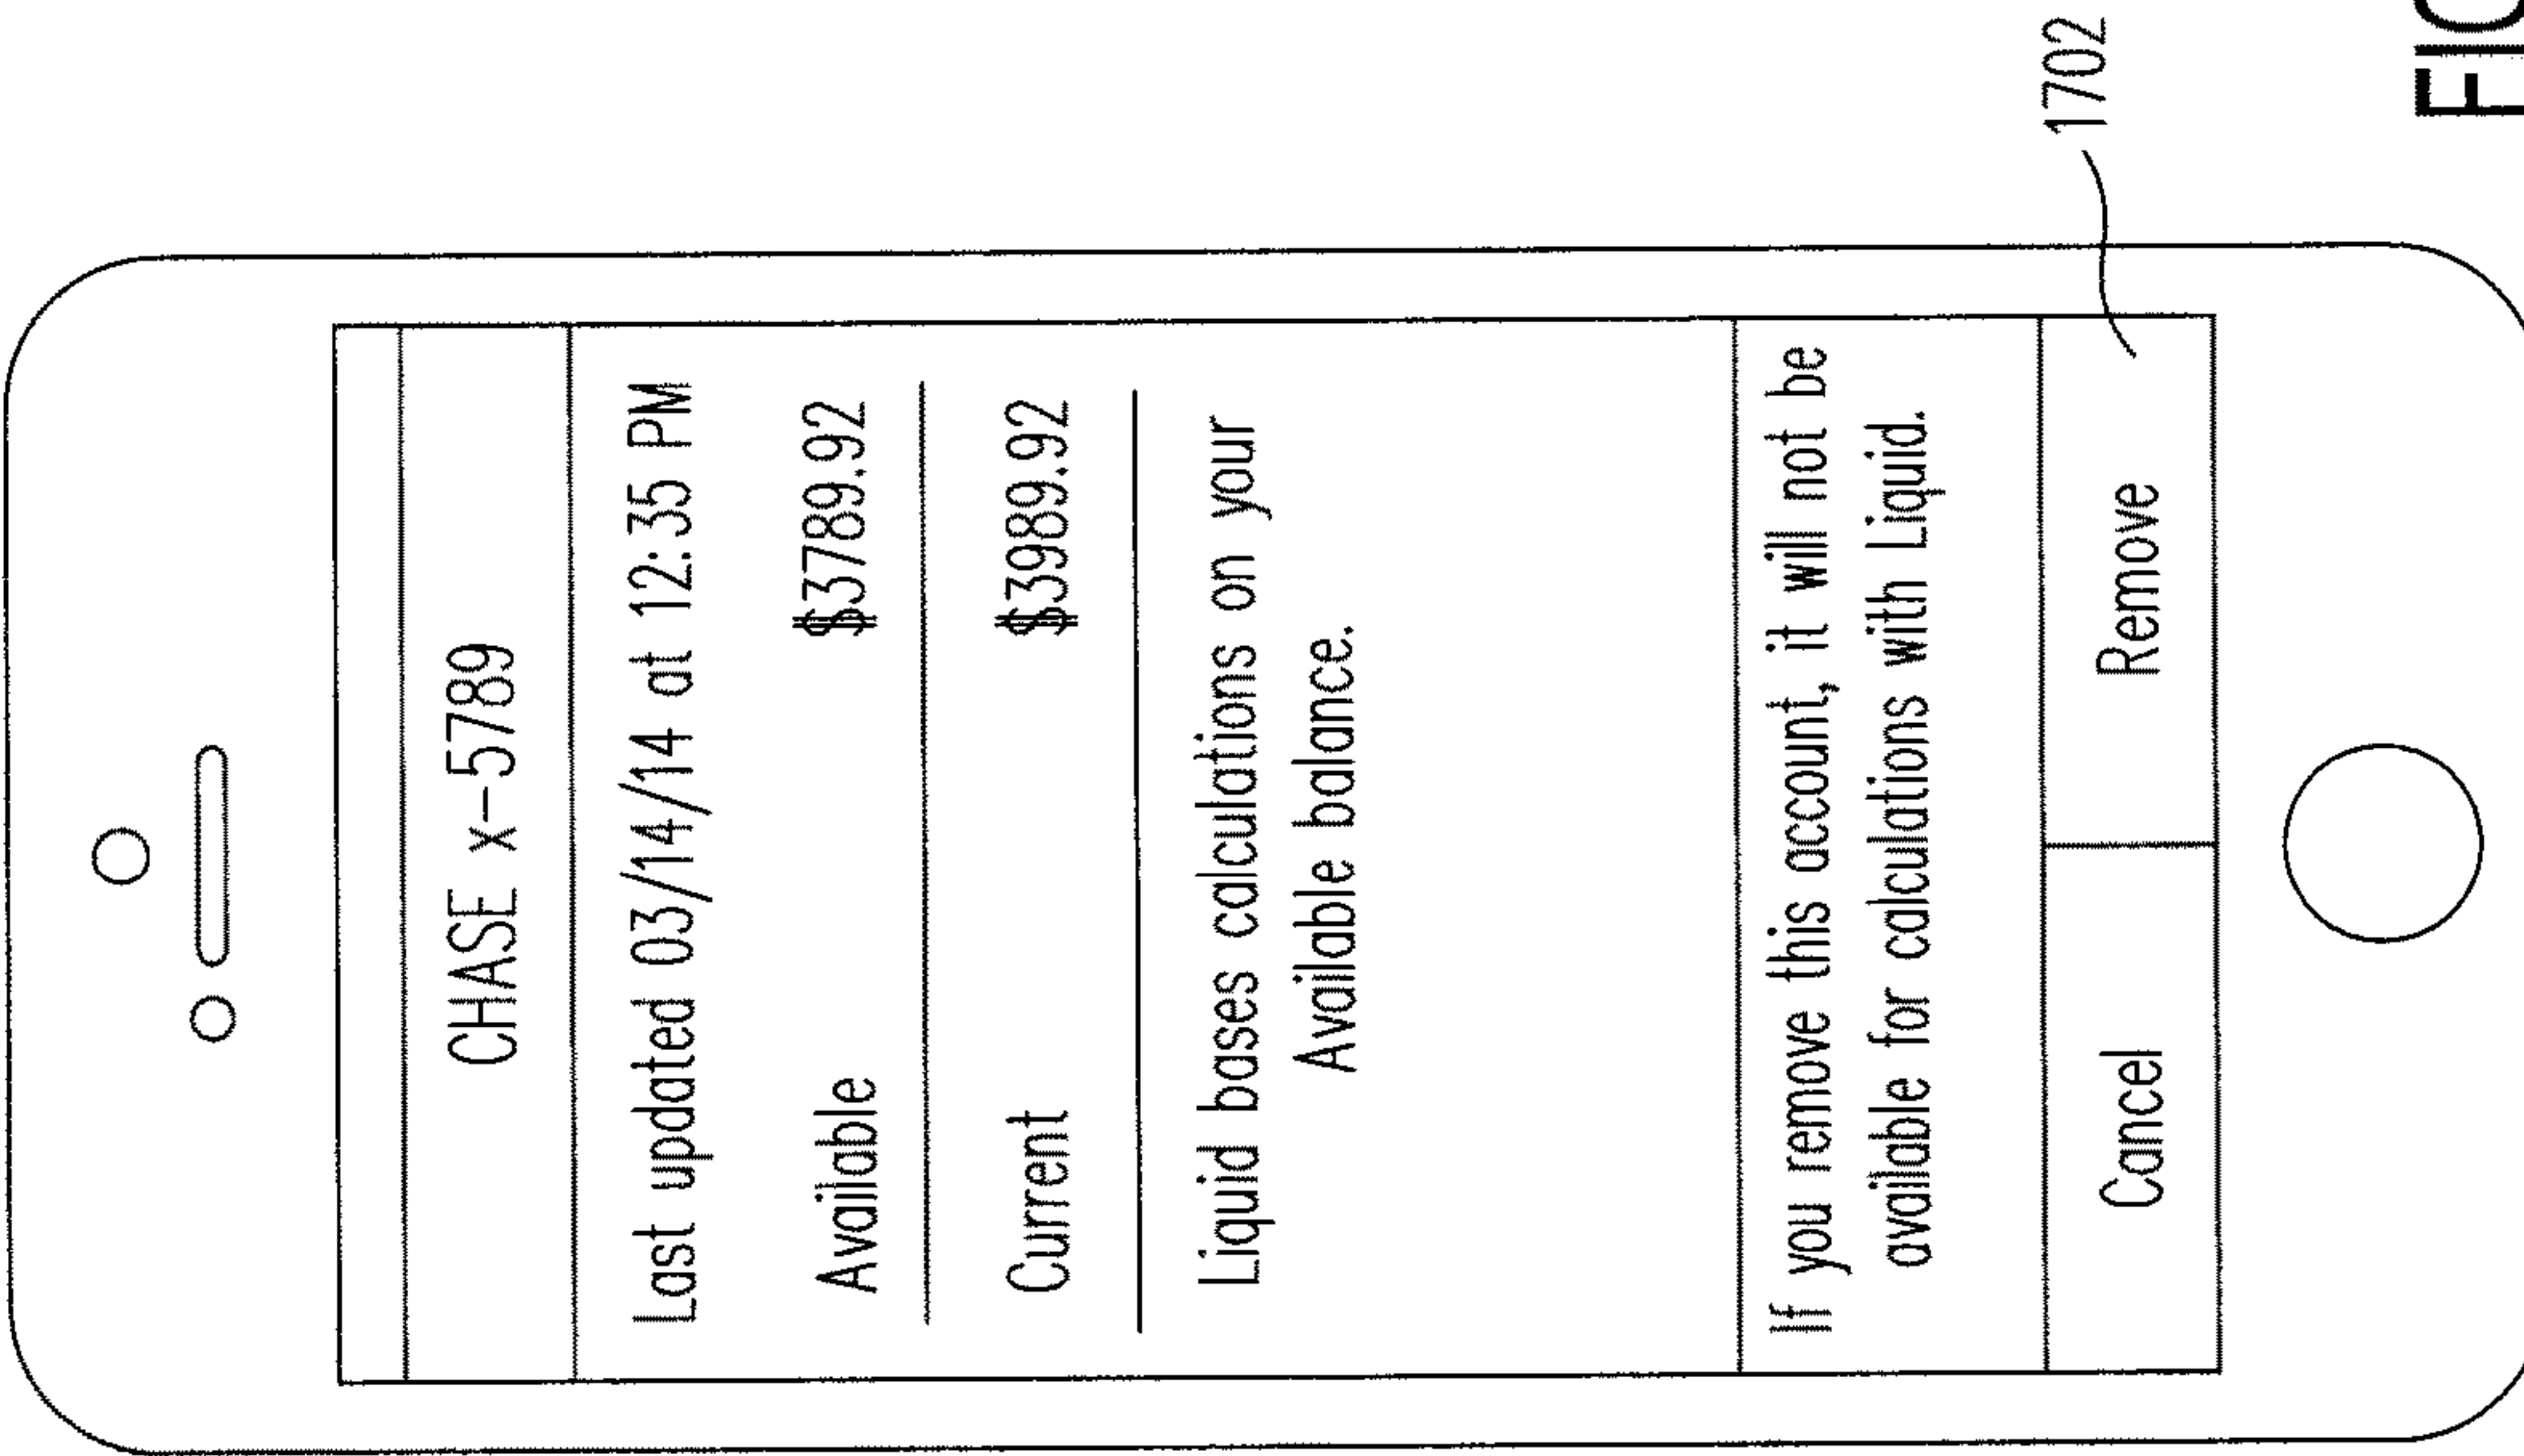 CHASE x-5789
Last updated 03/14/14 at 12:35 PM
Available $3789.92
Current $3989.92
Liquid bases calculations on your
Available balance.
If you remove this account, it will not be
available for calculations with Liquid.
Cancel Remove
1702